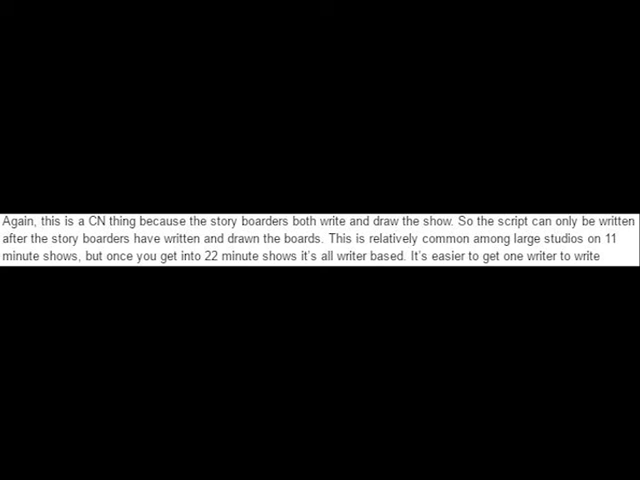 Again, this is a CN thing because the story boarders both write and draw the show. So the script can only be written
after the story boarders have written and drawn the boards. This is relatively common among large studios on 11
minute shows, but once you get into 22 minute shows it's all writer based. It's easier to get one writer to write